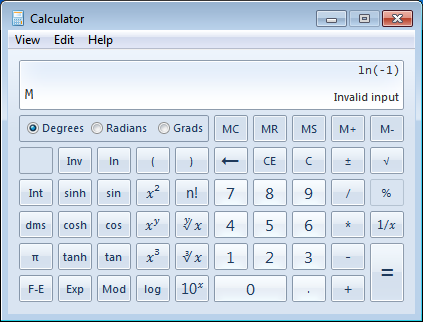 Calculator
View Edit Help
ln(-1)
M Invalid input
Degrees Radians Grads MC MR MS M+ M-
Inv ln ( ) ← CE C ± √
Int sinh sin x² n! 7 8 9 / %
dms cosh cos xʸ ʸ√x 4 5 6 * 1/x
π tanh tan x³ ³√x 1 2 3 - =
F-E Exp Mod log 10ˣ 0 . +